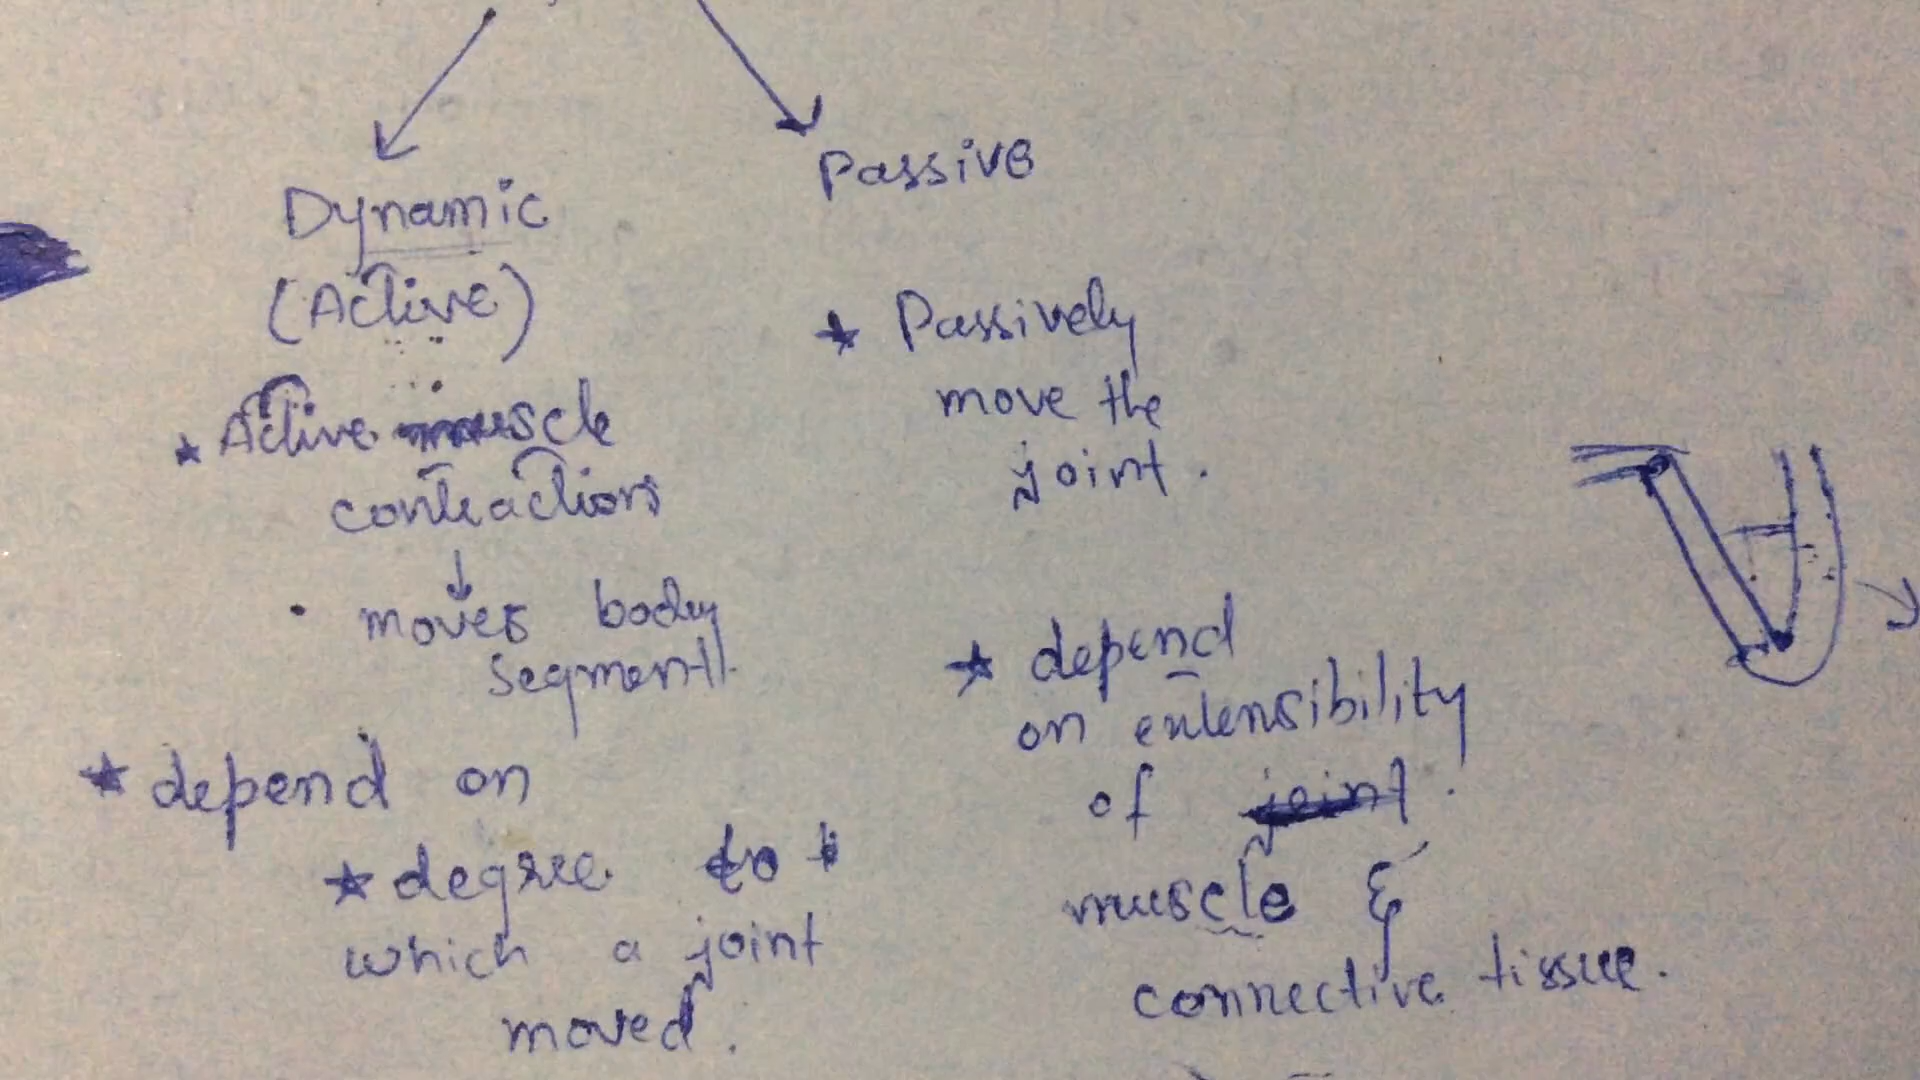 Dynamic
(Active)
★ Active muscle
contractions
↓
• moves body
segment.
★ depend on
★ degree to
which a joint
moved.
Passive
★ Passively
move the
joint.
★ depend
on extensibility
of joint.
muscle &
connective tissue.